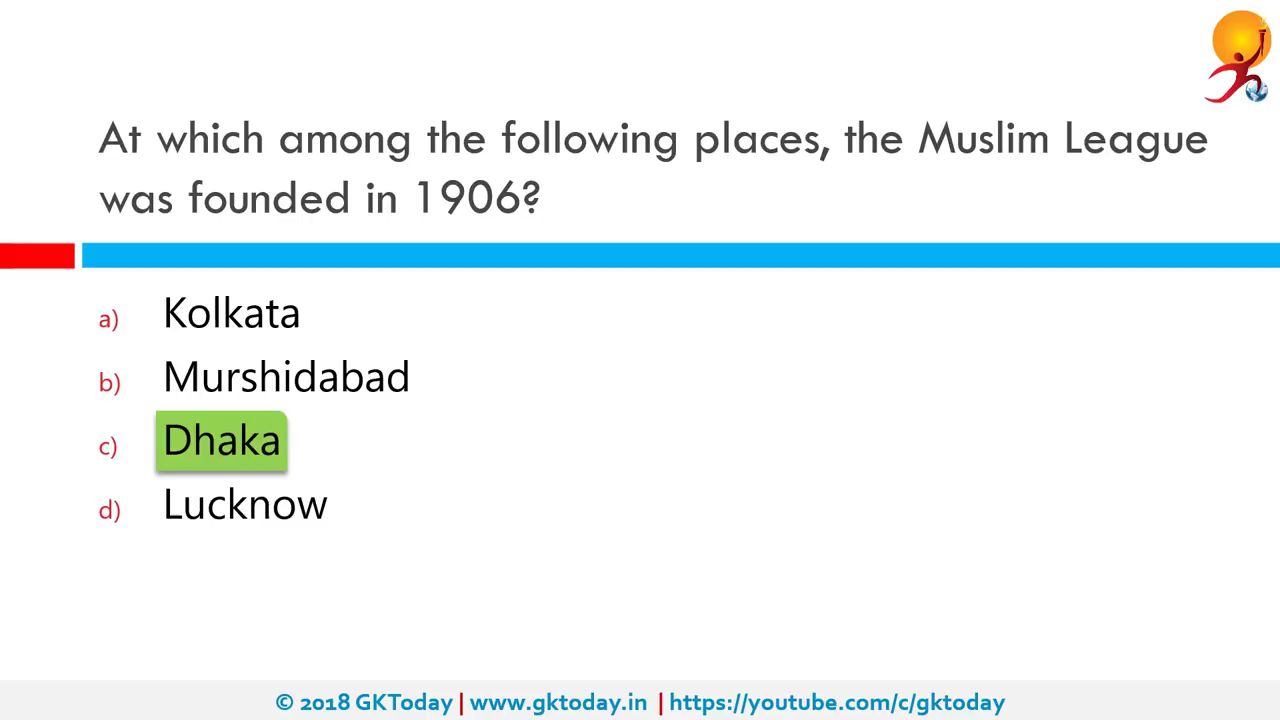 At which among the following places, the Muslim League
was founded in 1906?
a) Kolkata
b) Murshidabad
c) Dhaka
d) Lucknow
© 2018 GKToday | www.gktoday.in | https://youtube.com/c/gktoday